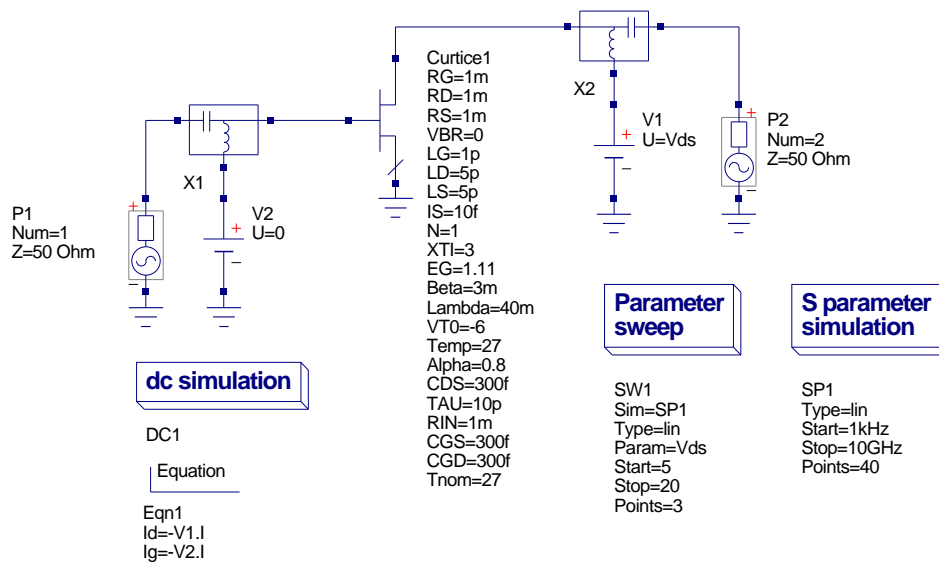 Curtice1
RG=1m
RD=1m
RS=1m
VBR=0
LG=1p
LD=5p
LS=5p
IS=10f
N=1
XTI=3
EG=1.11
Beta=3m
Lambda=40m
VT0=-6
Temp=27
Alpha=0.8
CDS=300f
TAU=10p
RIN=1m
CGS=300f
CGD=300f
Tnom=27
X2
V1
U=Vds
P2
Num=2
Z=50 Ohm
X1
P1
Num=1
Z=50 Ohm
V2
U=0
dc simulation
DC1
Equation
Eqn1
Id=-V1.I
Ig=-V2.I
Parameter
sweep
SW1
Sim=SP1
Type=lin
Param=Vds
Start=5
Stop=20
Points=3
S parameter
simulation
SP1
Type=lin
Start=1kHz
Stop=10GHz
Points=40